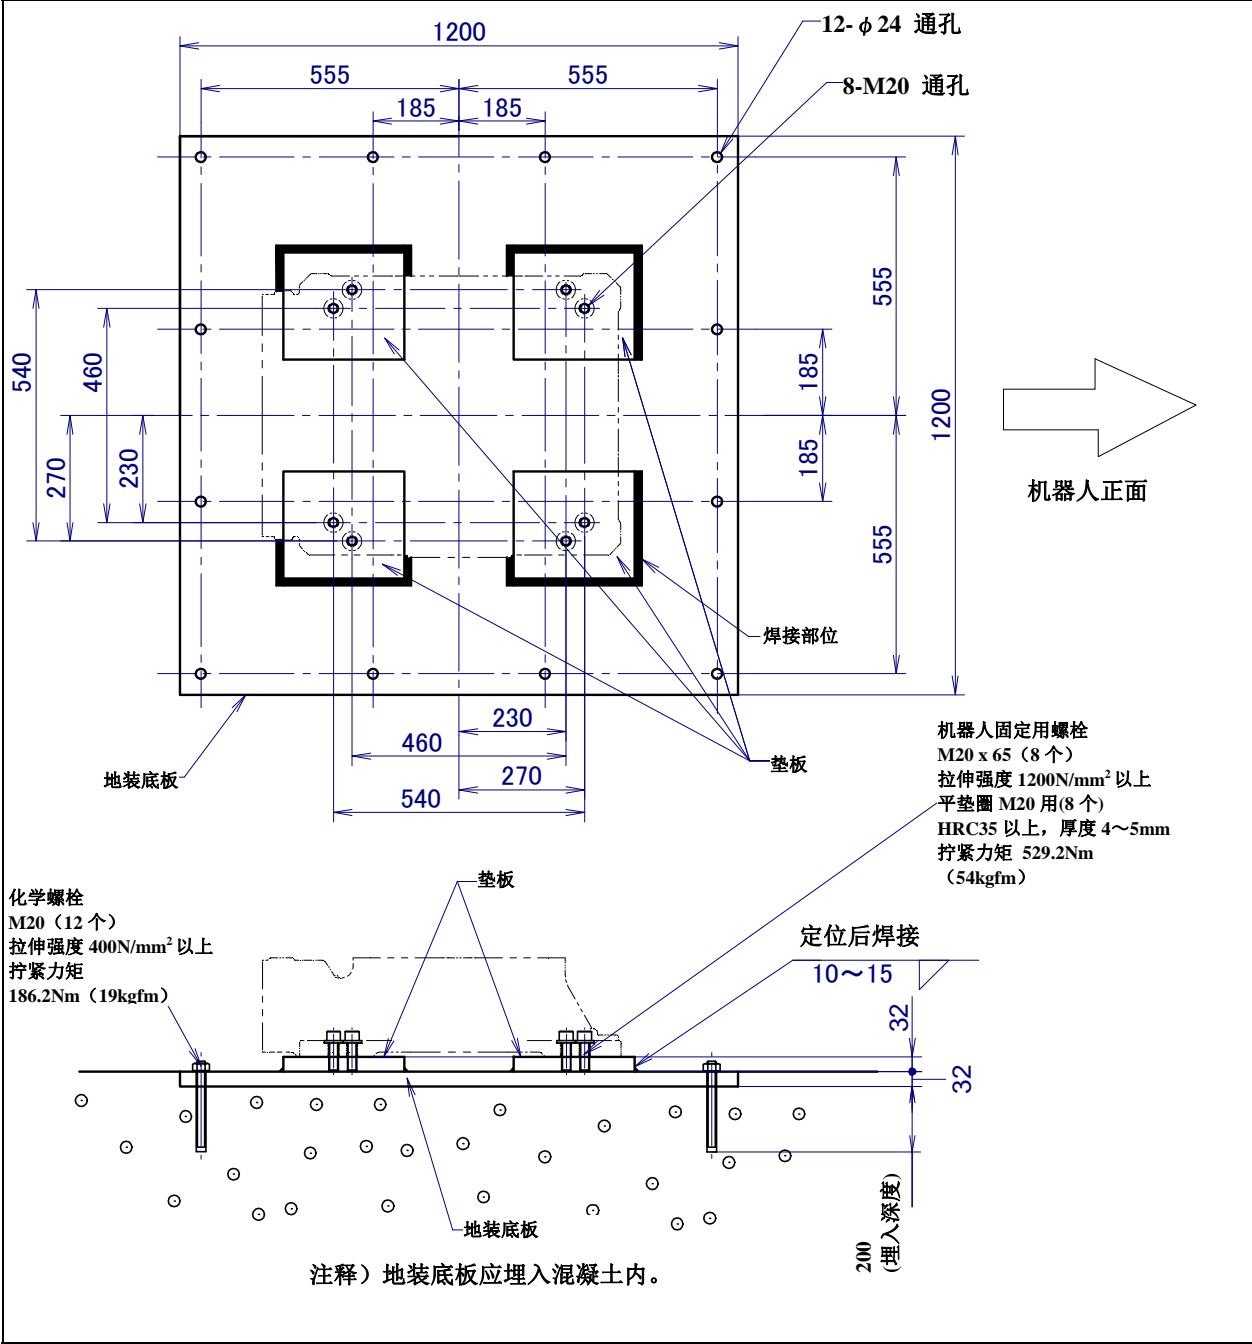 1200
12-φ24 通孔
555
555
8-M20 通孔
185
185
555
540
460
185
1200
270
230
185
机器人正面
555
焊接部位
230
460
垫板
地装底板
270
540
机器人固定用螺栓
M20 x 65（8 个）
拉伸强度 1200N/mm² 以上
平垫圈 M20 用(8 个)
HRC35 以上，厚度 4～5mm
拧紧力矩 529.2Nm
（54kgfm）
垫板
化学螺栓
M20（12 个）
拉伸强度 400N/mm² 以上
拧紧力矩
186.2Nm（19kgfm）
定位后焊接
10～15
32
32
200
(埋入深度)
地装底板
注释）地装底板应埋入混凝土内。